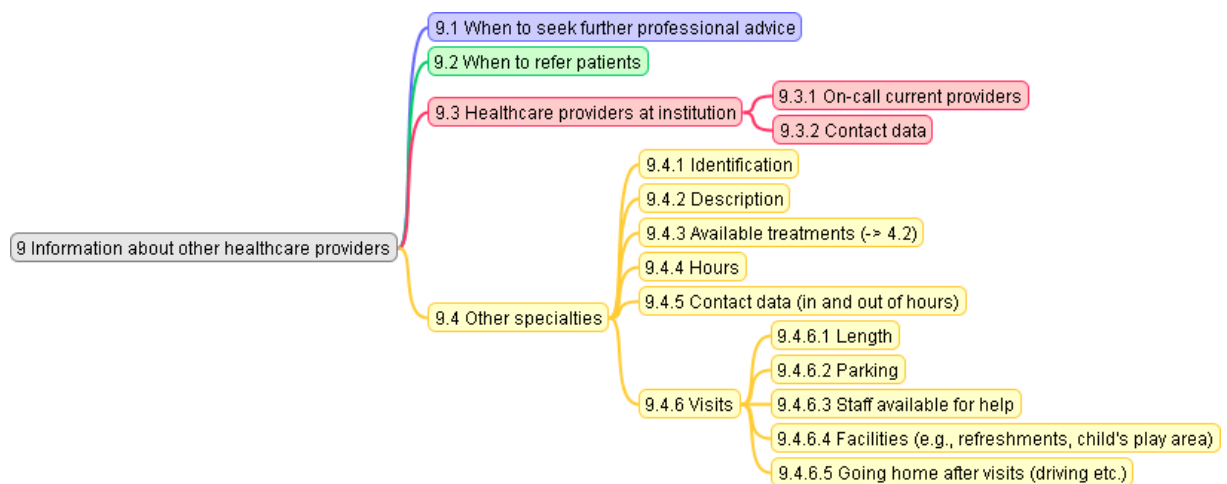 9.1 When to seek further professional advice
9.2 When to refer patients
9.3 Healthcare providers at institution
9.3.1 On-call current providers
9.3.2 Contact data
9 Information about other healthcare providers
9.4 Other specialties
9.4.1 Identification
9.4.2 Description
9.4.3 Available treatments (-> 4.2)
9.4.4 Hours
9.4.5 Contact data (in and out of hours)
9.4.6 Visits
9.4.6.1 Length
9.4.6.2 Parking
9.4.6.3 Staff available for help
9.4.6.4 Facilities (e.g., refreshments, child's play area)
9.4.6.5 Going home after visits (driving etc.)